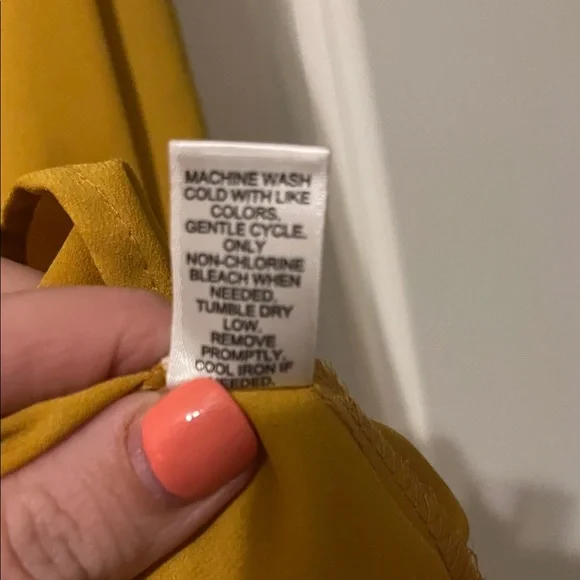 MACHINE WASH
COLD WITH LIKE
COLORS.
GENTLE CYCLE.
ONLY
NON-CHLORINE
BLEACH WHEN
NEEDED.
TUMBLE DRY
LOW.
REMOVE
PROMPTLY.
COOL IRON IF
NEEDED.